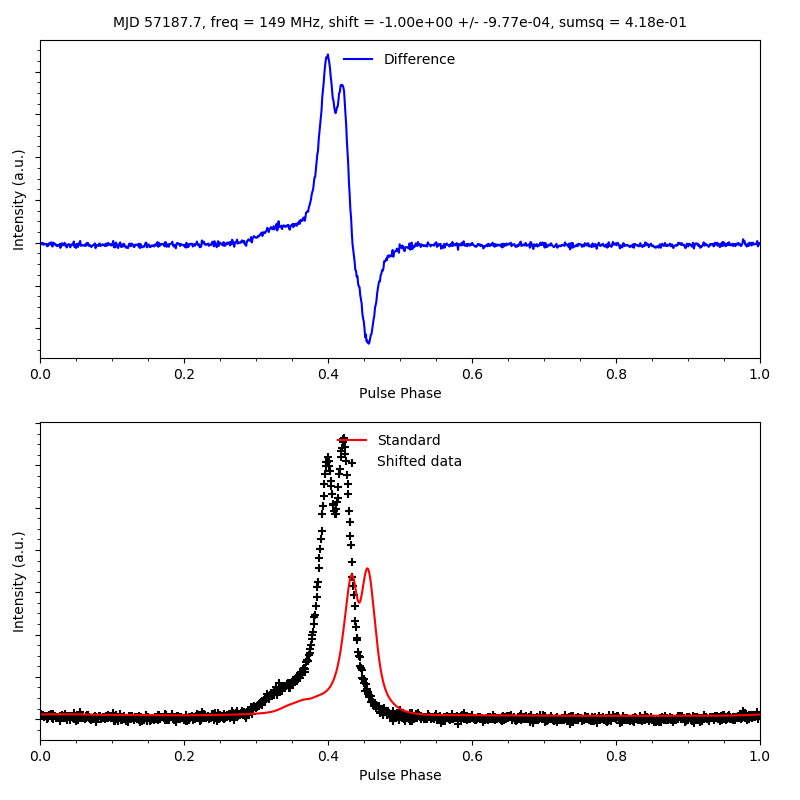 MJD 57187.7, freq = 149 MHz, shift = -1.00e+00 +/- -9.77e-04, sumsq = 4.18e-01
Difference
Intensity (a.u.)
0.0 0.2 0.4 0.6 0.8 1.0
Pulse Phase
Standard
Shifted data
Intensity (a.u.)
0.0 0.2 0.4 0.6 0.8 1.0
Pulse Phase